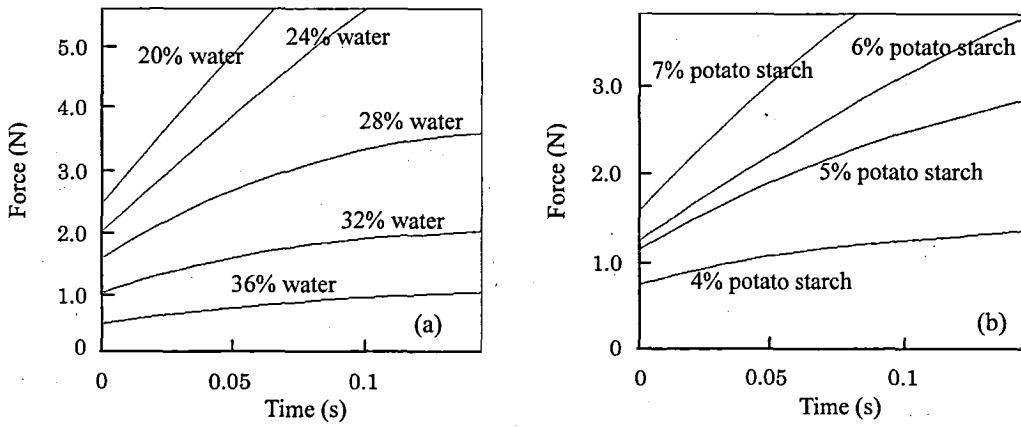 5.0
4.0
3.0
2.0
1.0
0
Force (N)
20% water
24% water
28% water
32% water
36% water
(a)
0
0.05
0.1
Time (s)
3.0
2.0
1.0
0
Force (N)
7% potato starch
6% potato starch
5% potato starch
4% potato starch
(b)
0
0.05
0.1
Time (s)